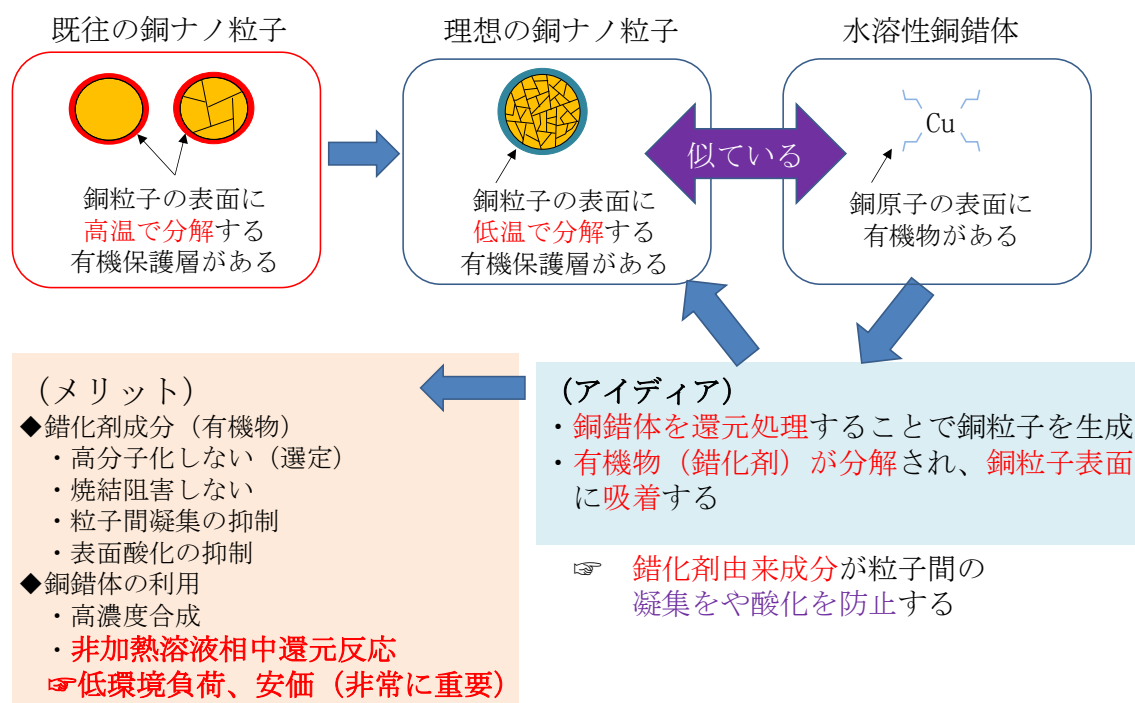 既往の銅ナノ粒子
銅粒子の表面に
高温で分解する
有機保護層がある
理想の銅ナノ粒子
銅粒子の表面に
低温で分解する
有機保護層がある
似ている
水溶性銅錯体
Cu
銅原子の表面に
有機物がある
(アイディア)
・銅錯体を還元処理することで銅粒子を生成
・有機物（錯化剤）が分解され、銅粒子表面
に吸着する
☞ 錯化剤由来成分が粒子間の
凝集をや酸化を防止する
（メリット）
◆錯化剤成分（有機物）
・高分子化しない（選定）
・焼結阻害しない
・粒子間凝集の抑制
・表面酸化の抑制
◆銅錯体の利用
・高濃度合成
・非加熱溶液相中還元反応
☞低環境負荷、安価（非常に重要）